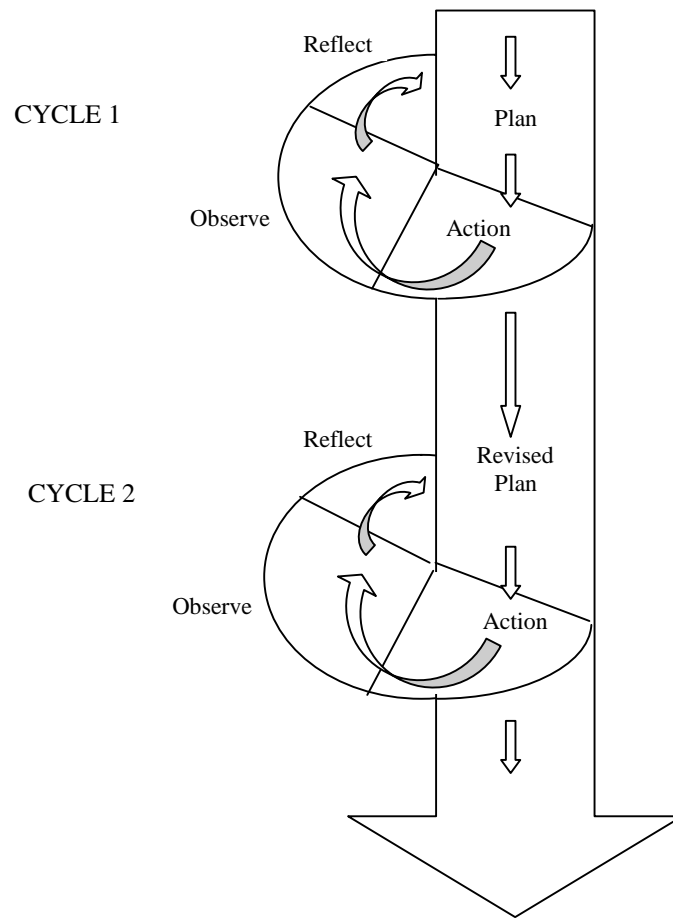 Reflect
CYCLE 1
Plan
Observe
Action
Reflect
Revised
Plan
CYCLE 2
Observe
Action